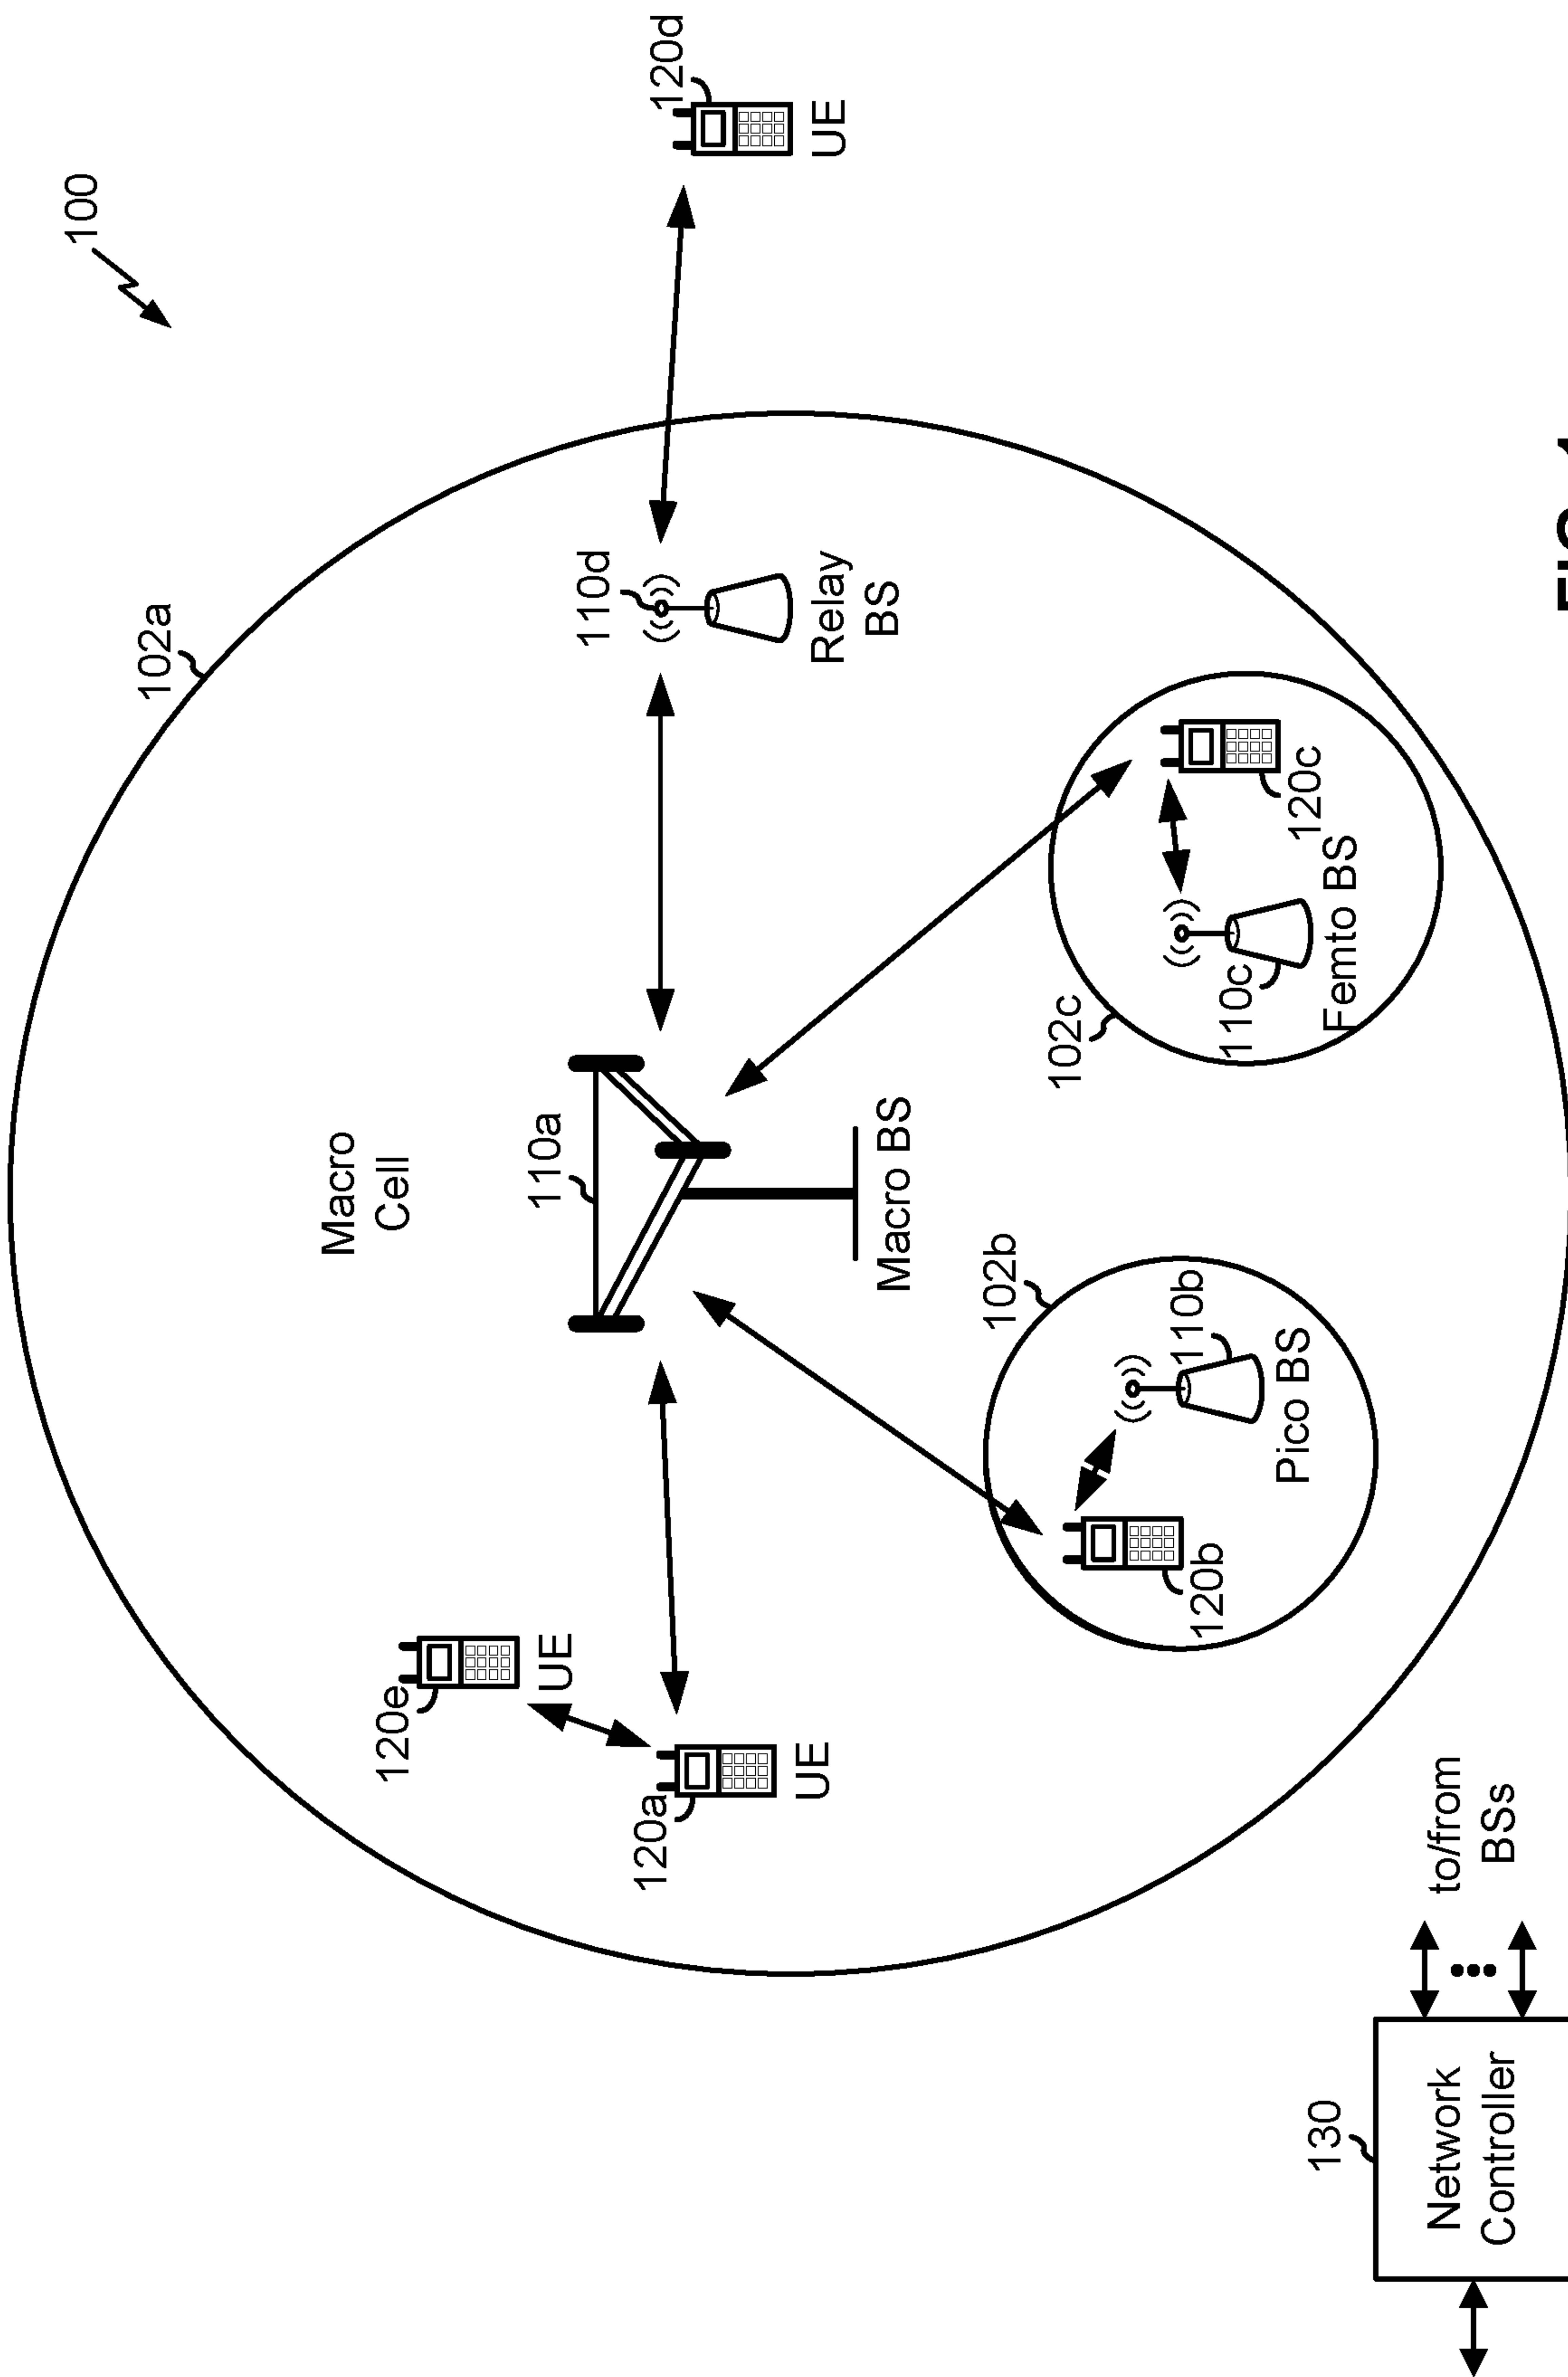 100
102a
Macro
Cell
120e
UE
110a
110d
120d
120a
UE
UE
Relay
BS
Macro BS
102b
102c
120b
110b
Pico BS
110c
120c
Femto BS
130
Network
Controller
to/from
BSs